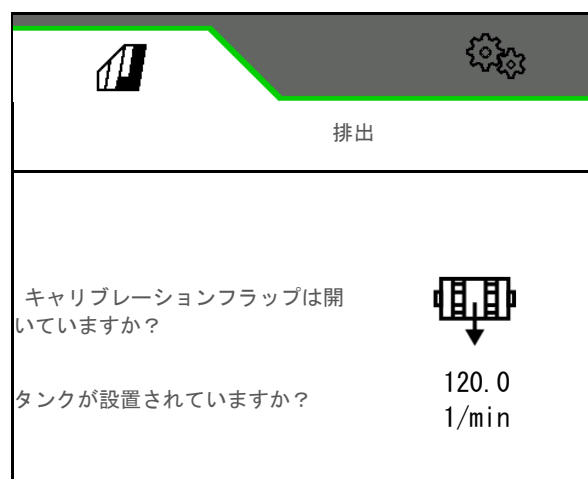 排出
キャリブレーションフラップは開
いていますか？
タンクが設置されていますか？
120.0
1/min